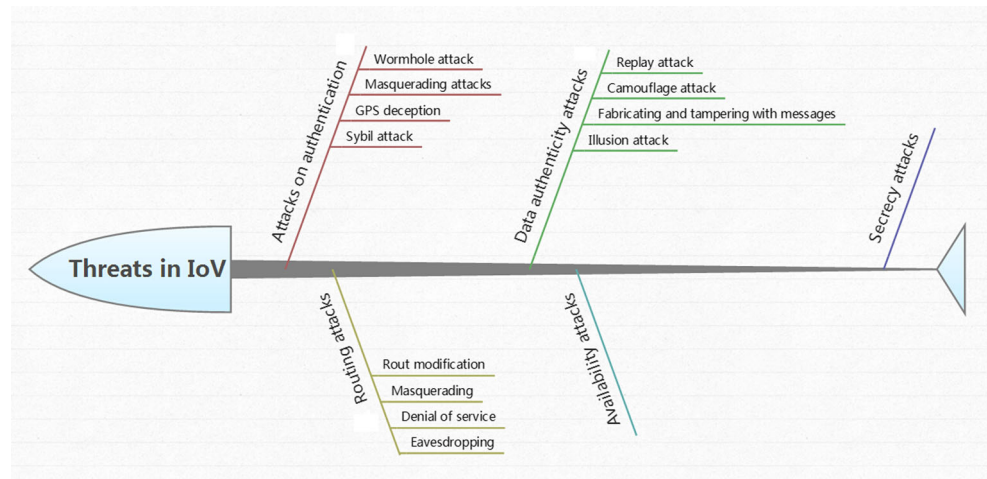 Threats in IoV
Attacks on authentication
Wormhole attack
Masquerading attacks
GPS deception
Sybil attack
Data authenticity attacks
Replay attack
Camouflage attack
Fabricating and tampering with messages
Illusion attack
Secrecy attacks
Routing attacks
Rout modification
Masquerading
Denial of service
Eavesdropping
Availability attacks